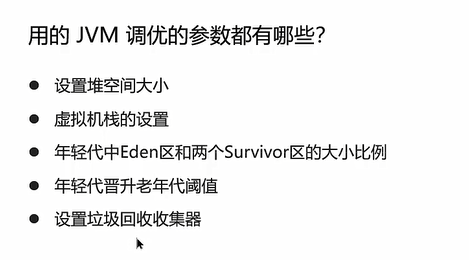 用的 JVM 调优的参数都有哪些？
● 设置堆空间大小
● 虚拟机栈的设置
● 年轻代中Eden区和两个Survivor区的大小比例
● 年轻代晋升老年代阈值
● 设置垃圾回收收集器